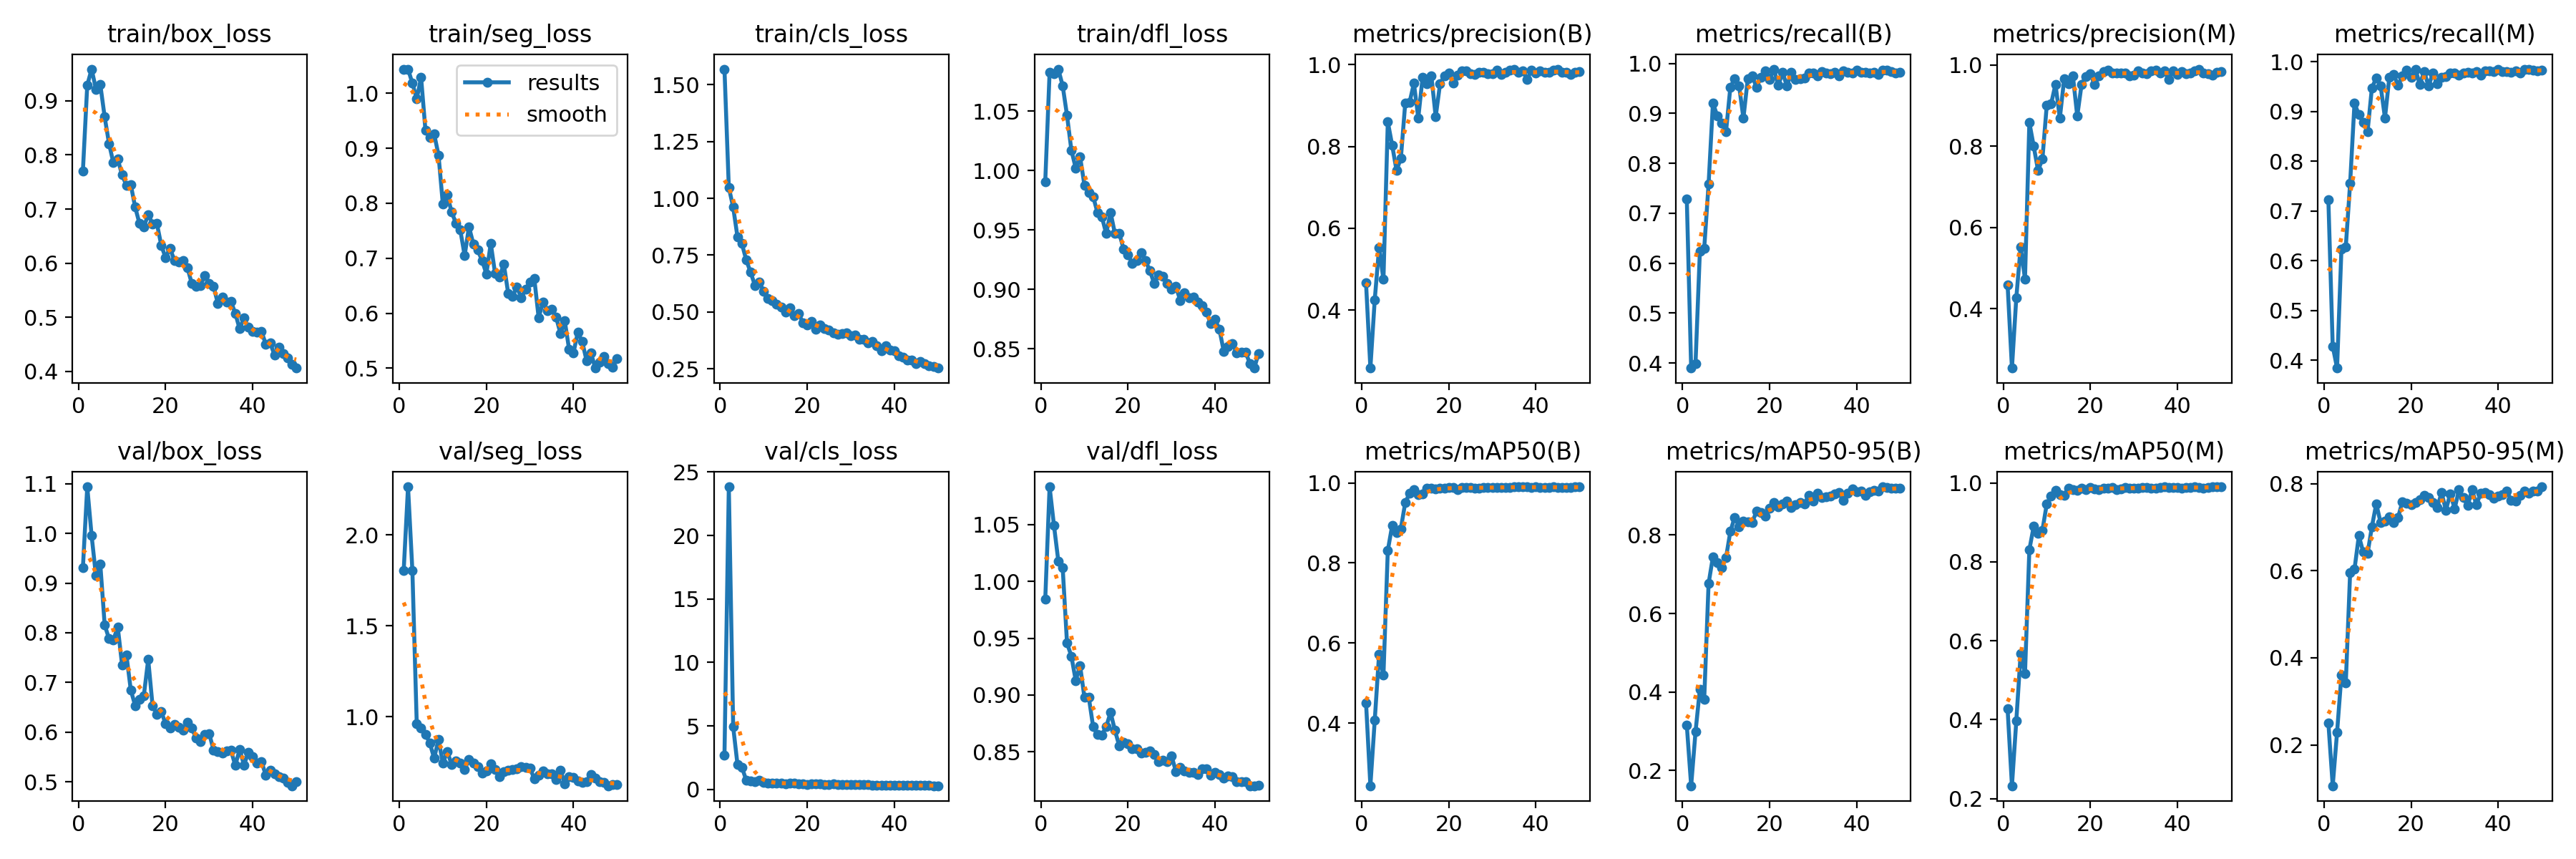 train/box_loss
train/seg_loss
train/cls_loss
train/dfl_loss
metrics/precision(B)
metrics/recall(B)
metrics/precision(M)
metrics/recall(M)
results
smooth
0.9
0.8
0.7
0.6
0.5
0.4
0 20 40
1.0
0.9
0.8
0.7
0.6
0.5
0 20 40
1.50
1.25
1.00
0.75
0.50
0.25
0 20 40
1.05
1.00
0.95
0.90
0.85
0 20 40
1.0
0.8
0.6
0.4
0 20 40
1.0
0.9
0.8
0.7
0.6
0.5
0.4
0 20 40
1.0
0.8
0.6
0.4
0 20 40
1.0
0.9
0.8
0.7
0.6
0.5
0.4
0 20 40
val/box_loss
val/seg_loss
val/cls_loss
val/dfl_loss
metrics/mAP50(B)
metrics/mAP50-95(B)
metrics/mAP50(M)
metrics/mAP50-95(M)
1.1
1.0
0.9
0.8
0.7
0.6
0.5
0 20 40
2.0
1.5
1.0
0 20 40
25
20
15
10
5
0
0 20 40
1.05
1.00
0.95
0.90
0.85
0 20 40
1.0
0.8
0.6
0.4
0 20 40
0.8
0.6
0.4
0.2
0 20 40
1.0
0.8
0.6
0.4
0.2
0 20 40
0.8
0.6
0.4
0.2
0 20 40